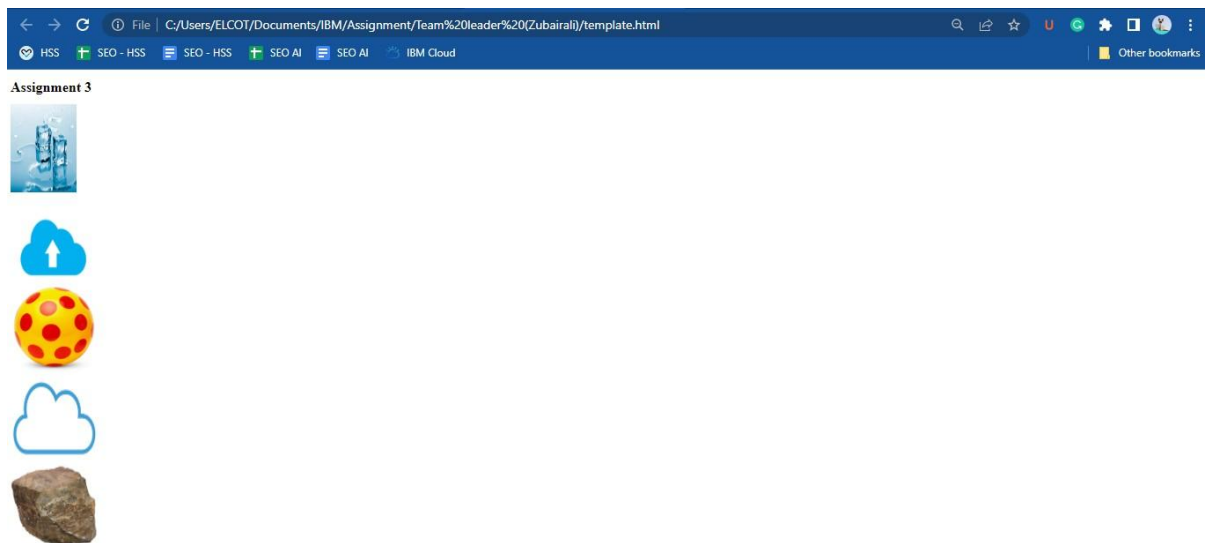 File | C:/Users/ELCOT/Documents/IBM/Assignment/Team%20leader%20(Zubairali)/template.html
HSS SEO - HSS SEO - HSS SEO AI SEO AI IBM Cloud Other bookmarks
Assignment 3